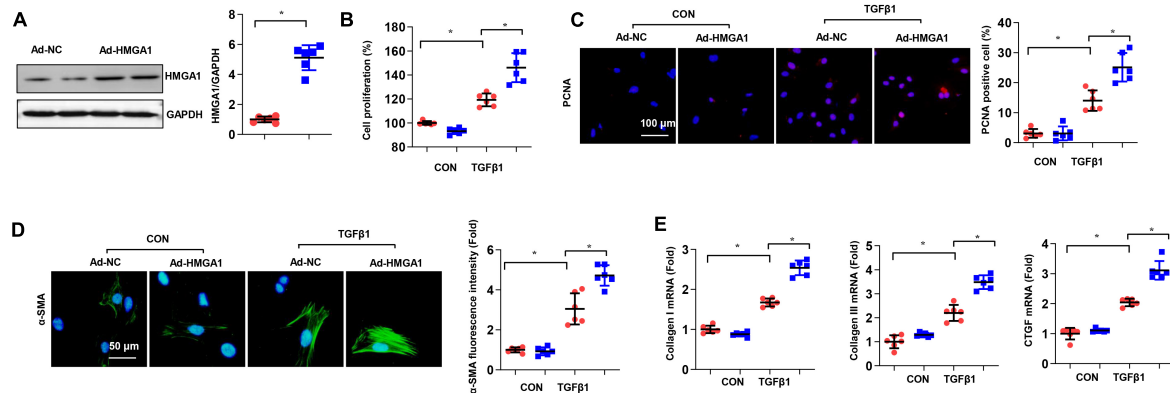 A
Ad-NC Ad-HMGA1
HMGA1
GAPDH
HMGA1/GAPDH
8
6
4
2
0
*
B
Cell proliferation (%)
180
160
140
120
100
80
* *
CON TGFβ1
C
CON TGFβ1
Ad-NC Ad-HMGA1 Ad-NC Ad-HMGA1
PCNA
100 μm
PCNA positive cell (%)
40
30
20
10
0
* *
CON TGFβ1
D
CON TGFβ1
Ad-NC Ad-HMGA1 Ad-NC Ad-HMGA1
α-SMA
50 μm
α-SMA fluorescence intensity (Fold)
6
4
2
0
* *
CON TGFβ1
E
Collagen I mRNA (Fold)
3
2
1
0
* *
CON TGFβ1
Collagen III mRNA (Fold)
5
4
3
2
1
0
* *
CON TGFβ1
CTGF mRNA (Fold)
4
3
2
1
0
* *
CON TGFβ1